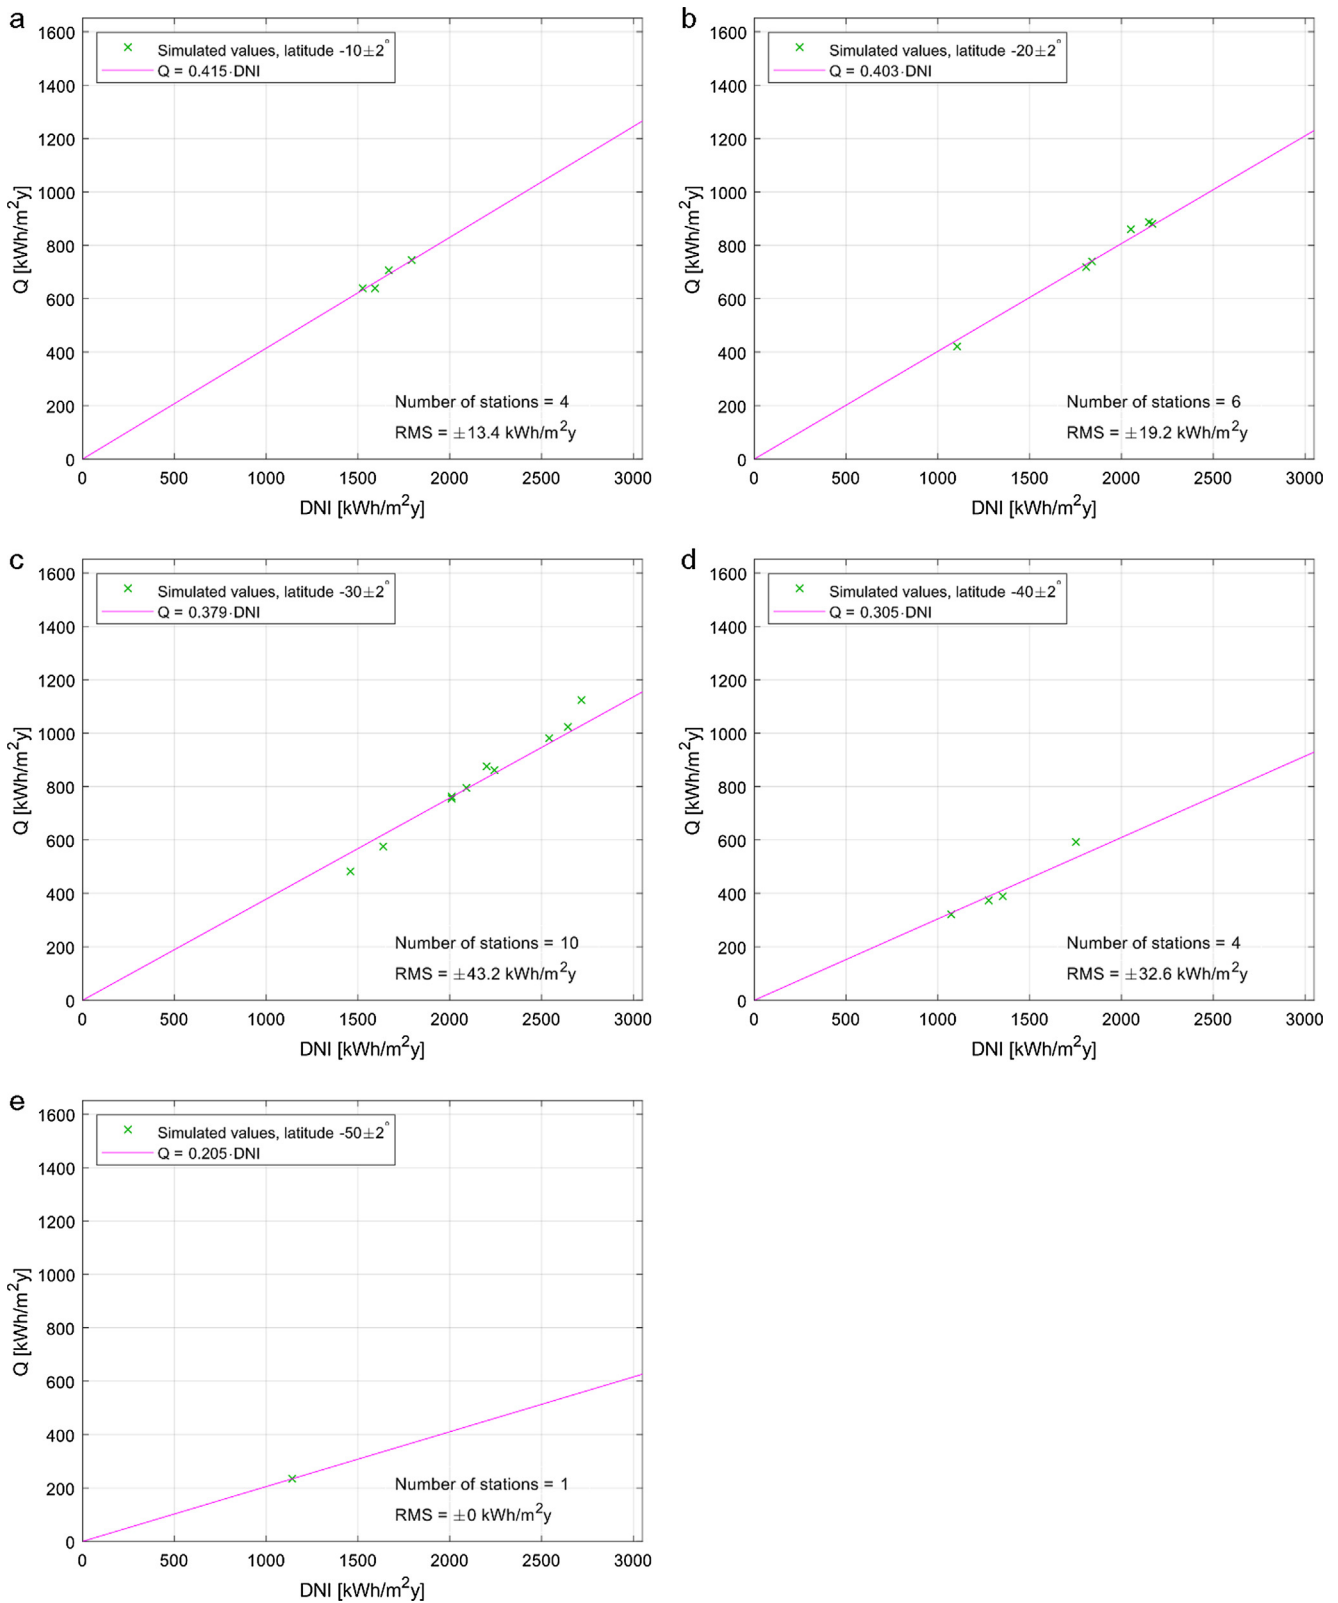 a
1600
1400
1200
1000
800
600
400
200
0
Q [kWh/m²y]
Simulated values, latitude -10±2°
Q = 0.415·DNI
Number of stations = 4
RMS = ±13.4 kWh/m²y
0 500 1000 1500 2000 2500 3000
DNI [kWh/m²y]
b
1600
1400
1200
1000
800
600
400
200
0
Q [kWh/m²y]
Simulated values, latitude -20±2°
Q = 0.403·DNI
Number of stations = 6
RMS = ±19.2 kWh/m²y
0 500 1000 1500 2000 2500 3000
DNI [kWh/m²y]
c
1600
1400
1200
1000
800
600
400
200
0
Q [kWh/m²y]
Simulated values, latitude -30±2°
Q = 0.379·DNI
Number of stations = 10
RMS = ±43.2 kWh/m²y
0 500 1000 1500 2000 2500 3000
DNI [kWh/m²y]
d
1600
1400
1200
1000
800
600
400
200
0
Q [kWh/m²y]
Simulated values, latitude -40±2°
Q = 0.305·DNI
Number of stations = 4
RMS = ±32.6 kWh/m²y
0 500 1000 1500 2000 2500 3000
DNI [kWh/m²y]
e
1600
1400
1200
1000
800
600
400
200
0
Q [kWh/m²y]
Simulated values, latitude -50±2°
Q = 0.205·DNI
Number of stations = 1
RMS = ±0 kWh/m²y
0 500 1000 1500 2000 2500 3000
DNI [kWh/m²y]